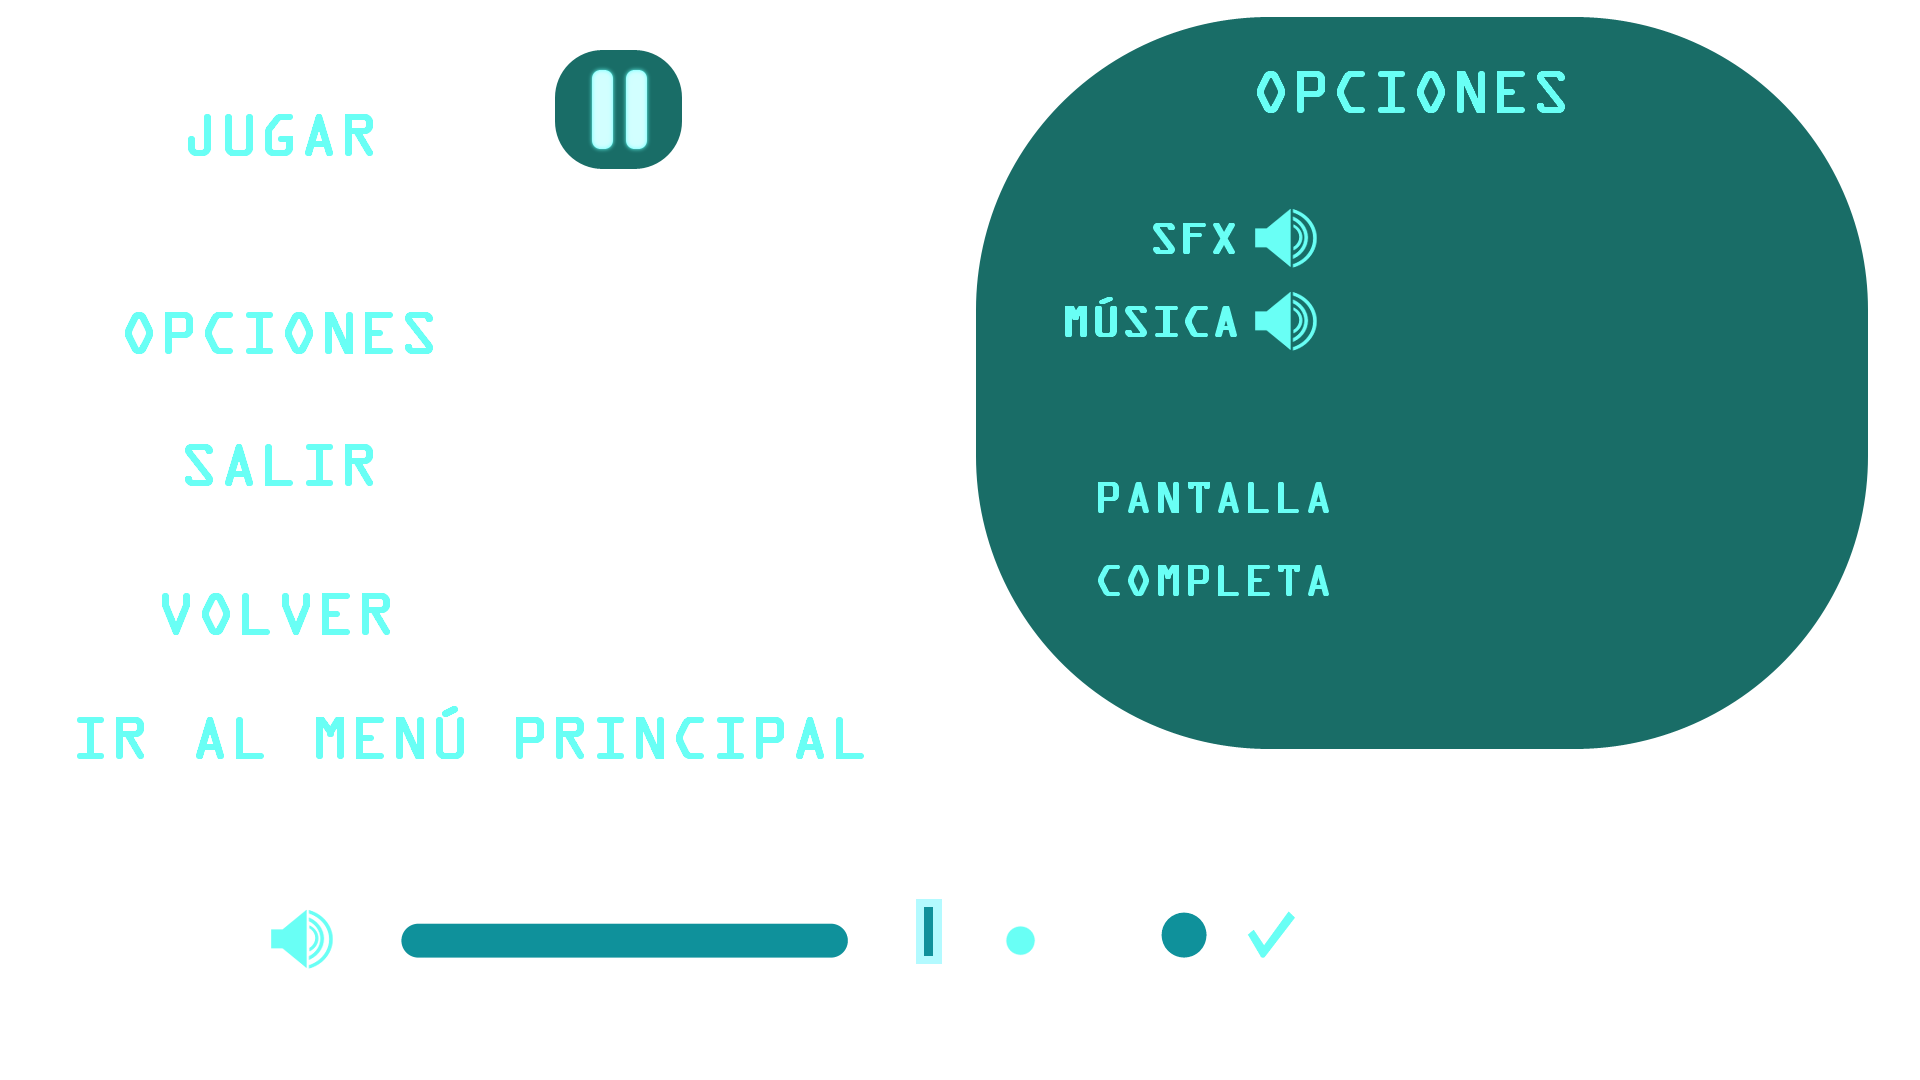 JUGAR
OPCIONES
SALIR
VOLVER
IR AL MENÚ PRINCIPAL
OPCIONES
SFX
MÚSICA
PANTALLA
COMPLETA